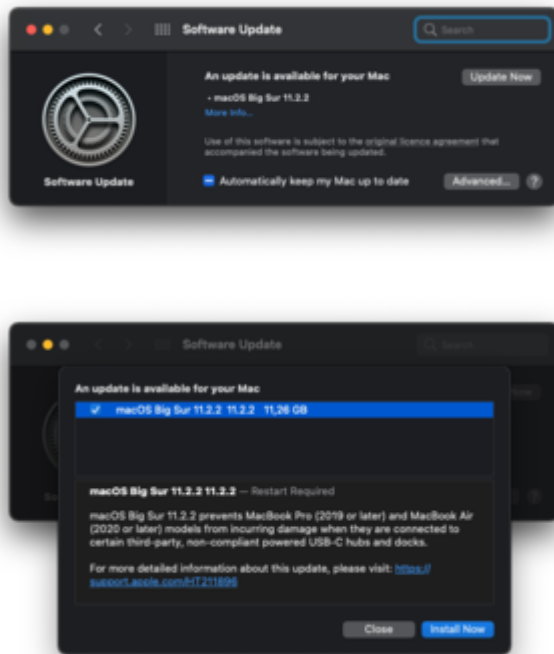 Software Update
Search
An update is available for your Mac
Update Now
• macOS Big Sur 11.2.2
More info...
Use of this software is subject to the original licence agreement that
accompanied the software being updated.
Software Update
Automatically keep my Mac up to date
Advanced...
?
Software Update
Search
An update is available for your Mac
macOS Big Sur 11.2.2 11.2.2 11,26 GB
macOS Big Sur 11.2.2 11.2.2 — Restart Required
macOS Big Sur 11.2.2 prevents MacBook Pro (2019 or later) and MacBook Air
(2020 or later) models from incurring damage when they are connected to
certain third-party, non-compliant powered USB-C hubs and docks.
For more detailed information about this update, please visit: https://
support.apple.com/HT211896
Close
Install Now